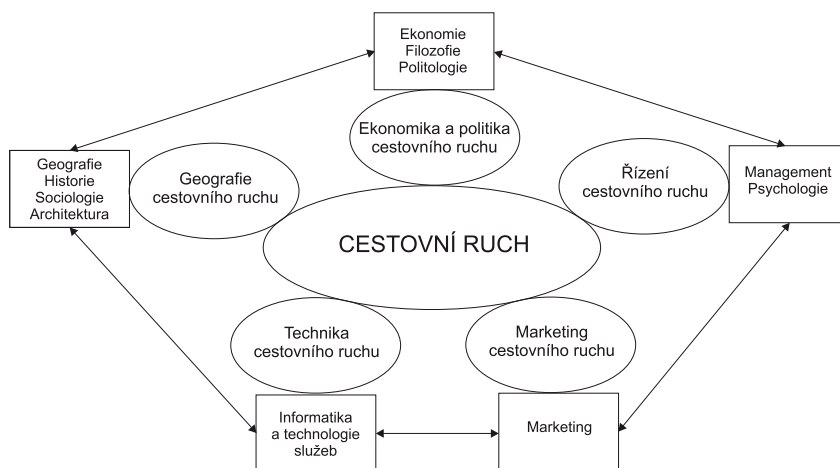 Ekonomie
Filozofie
Politologie
Ekonomika a politika
cestovního ruchu
Geografie
Historie
Sociologie
Architektura
Geografie
cestovního ruchu
Řízení
cestovního ruchu
Management
Psychologie
CESTOVNÍ RUCH
Technika
cestovního ruchu
Marketing
cestovního ruchu
Informatika
a technologie
služeb
Marketing